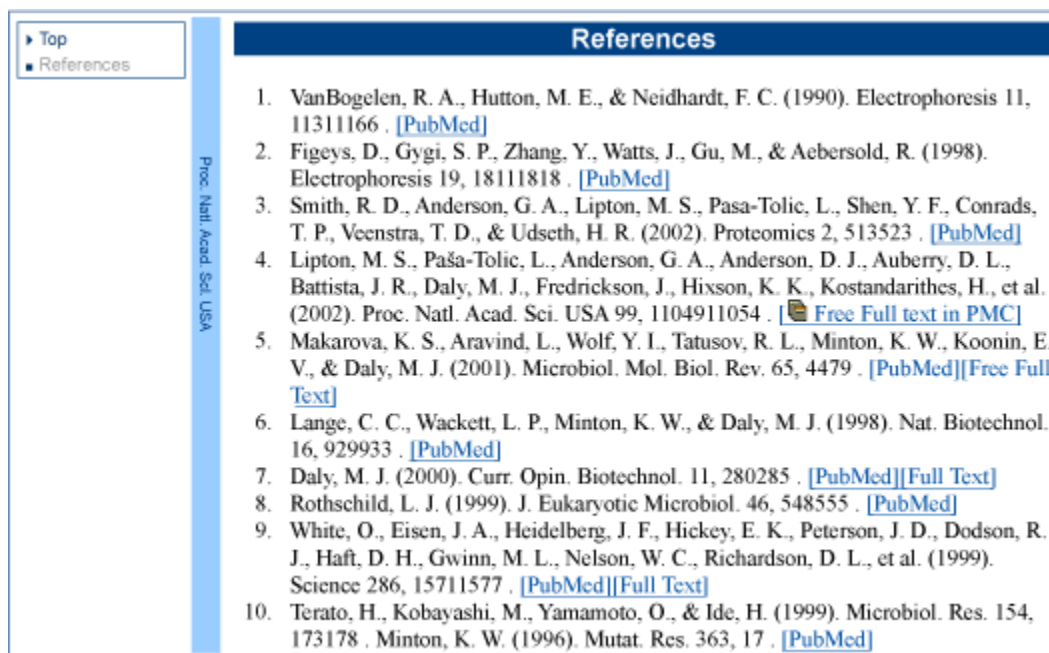 Top
References
Proc. Natl. Acad. Sci. USA
References
1. VanBogelen, R. A., Hutton, M. E., & Neidhardt, F. C. (1990). Electrophoresis 11,
11311166 . [PubMed]
2. Figeys, D., Gygi, S. P., Zhang, Y., Watts, J., Gu, M., & Aebersold, R. (1998).
Electrophoresis 19, 18111818 . [PubMed]
3. Smith, R. D., Anderson, G. A., Lipton, M. S., Pasa-Tolic, L., Shen, Y. F., Conrads,
T. P., Veenstra, T. D., & Udseth, H. R. (2002). Proteomics 2, 513523 . [PubMed]
4. Lipton, M. S., Paša-Tolic, L., Anderson, G. A., Anderson, D. J., Auberry, D. L.,
Battista, J. R., Daly, M. J., Fredrickson, J., Hixson, K. K., Kostandarithes, H., et al.
(2002). Proc. Natl. Acad. Sci. USA 99, 1104911054 . [Free Full text in PMC]
5. Makarova, K. S., Aravind, L., Wolf, Y. I., Tatusov, R. L., Minton, K. W., Koonin, E.
V., & Daly, M. J. (2001). Microbiol. Mol. Biol. Rev. 65, 4479 . [PubMed][Free Full
Text]
6. Lange, C. C., Wackett, L. P., Minton, K. W., & Daly, M. J. (1998). Nat. Biotechnol.
16, 929933 . [PubMed]
7. Daly, M. J. (2000). Curr. Opin. Biotechnol. 11, 280285 . [PubMed][Full Text]
8. Rothschild, L. J. (1999). J. Eukaryotic Microbiol. 46, 548555 . [PubMed]
9. White, O., Eisen, J. A., Heidelberg, J. F., Hickey, E. K., Peterson, J. D., Dodson, R.
J., Haft, D. H., Gwinn, M. L., Nelson, W. C., Richardson, D. L., et al. (1999).
Science 286, 15711577 . [PubMed][Full Text]
10. Terato, H., Kobayashi, M., Yamamoto, O., & Ide, H. (1999). Microbiol. Res. 154,
173178 . Minton, K. W. (1996). Mutat. Res. 363, 17 . [PubMed]